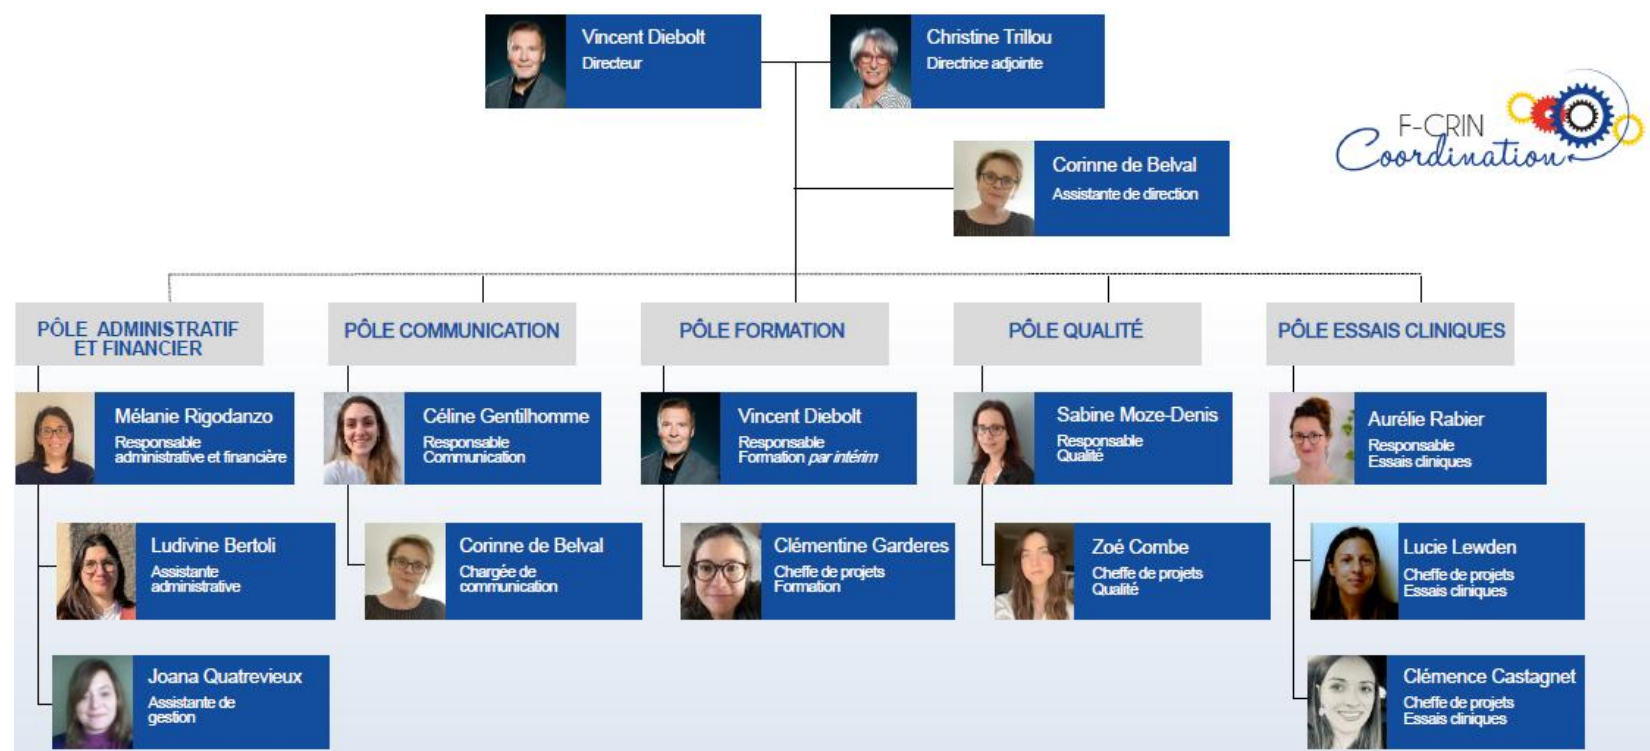 Vincent Diebolt
Directeur
Christine Trillou
Directrice adjointe
F-CRIN
Coordination
Corinne de Belval
Assistante de direction
PÔLE ADMINISTRATIF
ET FINANCIER
PÔLE COMMUNICATION
PÔLE FORMATION
PÔLE QUALITÉ
PÔLE ESSAIS CLINIQUES
Mélanie Rigodanzo
Responsable
administrative et financière
Céline Gentilhomme
Responsable
Communication
Vincent Diebolt
Responsable
Formation par intérim
Sabine Moze-Denis
Responsable
Qualité
Aurélie Rabier
Responsable
Essais cliniques
Ludivine Bertoli
Assistante
administrative
Corinne de Belval
Chargée de
communication
Clémentine Garderes
Cheffe de projets
Formation
Zoé Combe
Cheffe de projets
Qualité
Lucie Lewden
Cheffe de projets
Essais cliniques
Joana Quatrevieux
Assistante de
gestion
Clémence Castagnet
Cheffe de projets
Essais cliniques